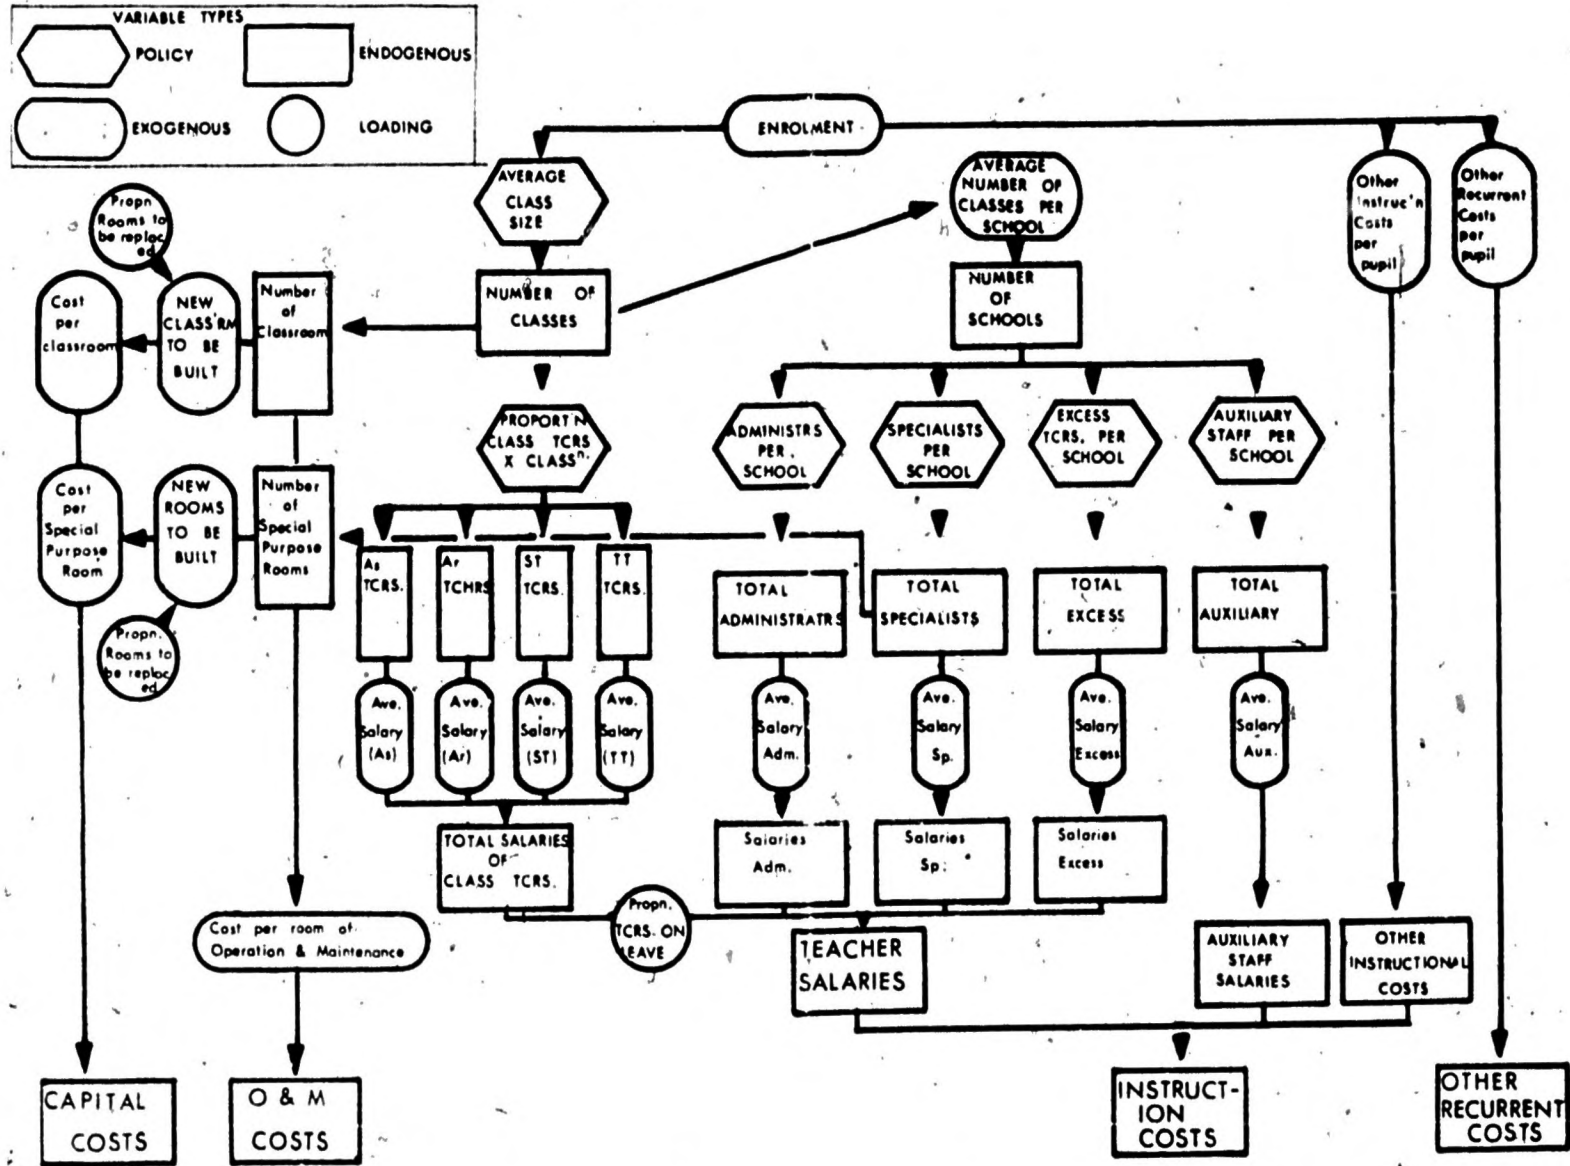 VARIABLE TYPES
POLICY
ENDOGENOUS
EXOGENOUS
LOADING
ENROLMENT
AVERAGE
CLASS
SIZE
AVERAGE
NUMBER OF
CLASSES PER
SCHOOL
Other
Instruc'n
Costs
per
pupil
Other
Recurrent
Costs
per
pupil
Propn
Rooms to
be replac
ed
Cost
per
classroom
NEW
CLASS'RM
TO BE
BUILT
Number
of
Classroom
NUMBER OF
CLASSES
NUMBER
OF
SCHOOLS
PROPORT'N
CLASS TCRS
X CLASSn.
ADMINISTRS
PER
SCHOOL
SPECIALISTS
PER
SCHOOL
EXCESS
TCRS. PER
SCHOOL
AUXILIARY
STAFF PER
SCHOOL
Cost
per
Special
Purpose
Room
NEW
ROOMS
TO BE
BUILT
Number
of
Special
Purpose
Rooms
As
TCRS.
Ar
TCHRS
ST
TCRS.
TT
TCRS.
TOTAL
ADMINISTRATRS
TOTAL
SPECIALISTS
TOTAL
EXCESS
TOTAL
AUXILIARY
Propn.
Rooms to
be replac
ed
Ave.
Salary
(As)
Ave.
Salary
(Ar)
Ave.
Salary
(ST)
Ave.
Salary
(TT)
Ave.
Salary
Adm.
Ave.
Salary
Sp.
Ave.
Salary
Excess
Ave.
Salary
Aux.
TOTAL SALARIES
OF
CLASS TCRS.
Salaries
Adm.
Salaries
Sp.
Salaries
Excess
Cost per room of
Operation & Maintenance
Propn.
TCRS. ON
LEAVE
TEACHER
SALARIES
AUXILIARY
STAFF
SALARIES
OTHER
INSTRUCTIONAL
COSTS
CAPITAL
COSTS
O & M
COSTS
INSTRUCT-
ION
COSTS
OTHER
RECURRENT
COSTS